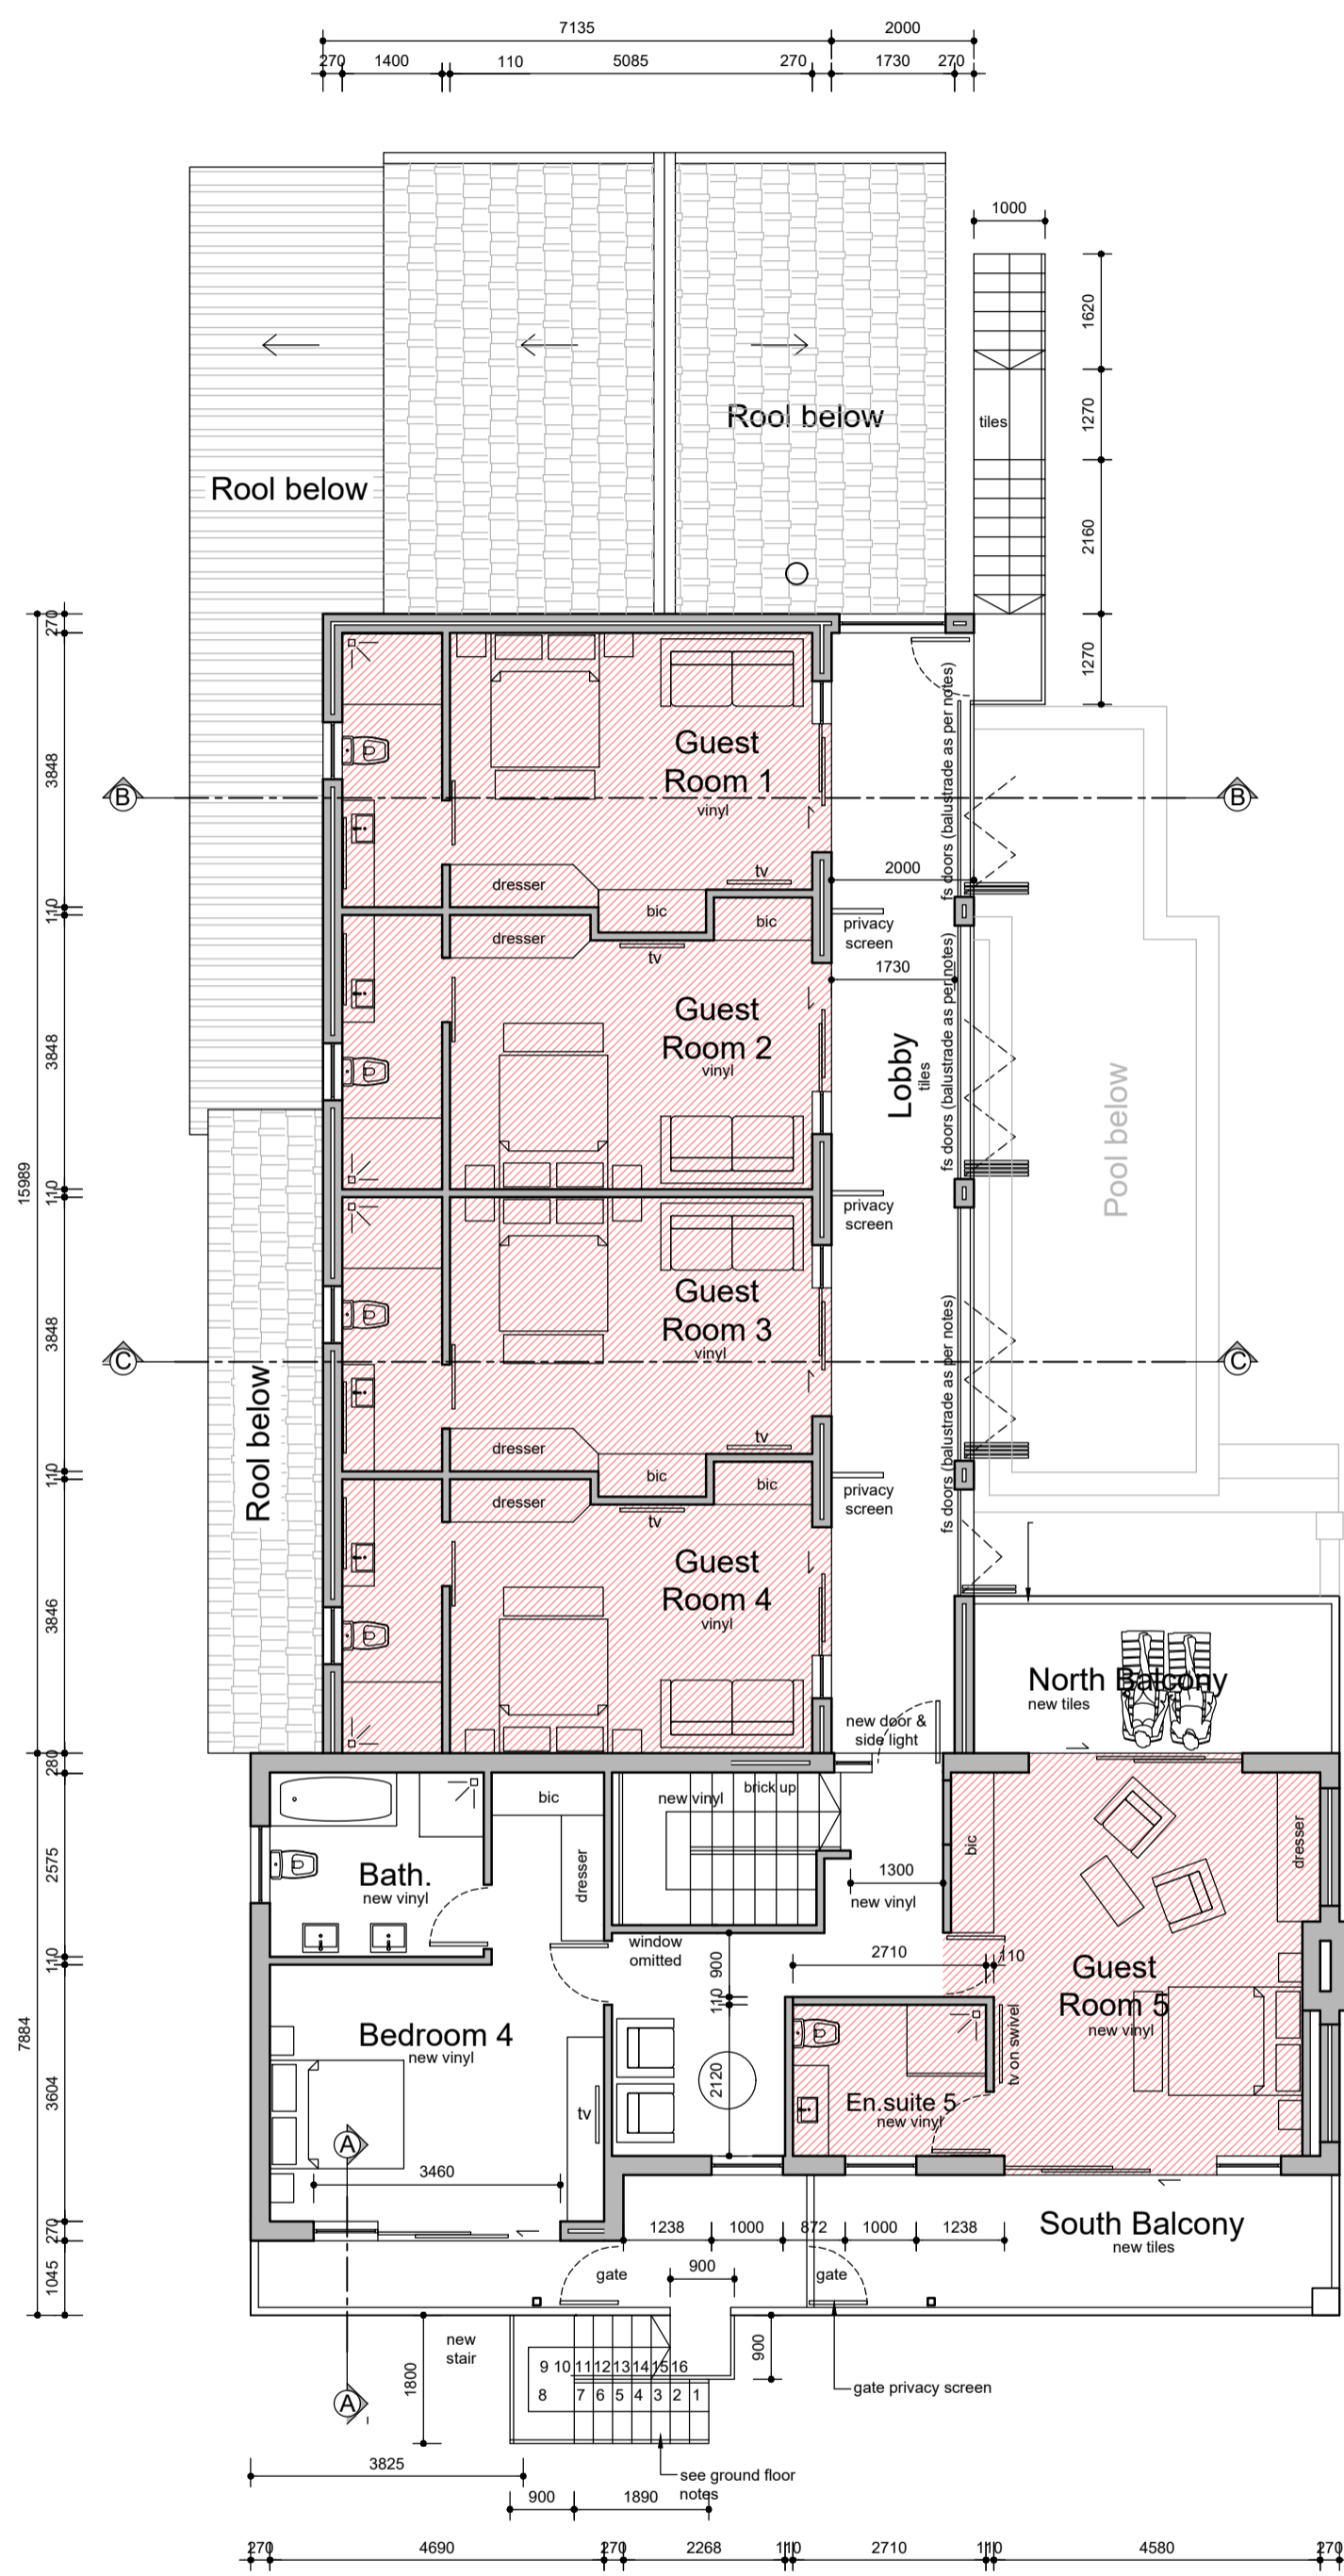 7135
2000
270
1400
110
5085
270
1730
270
1000
1620
1270
2160
1270
tiles
Rool below
Rool below
Rool below
270
3848
110
3848
110
3848
110
3846
15989
280
2575
110
3604
270
1045
7884
B
B
C
C
Guest
Room 1
vinyl
dresser
bic
tv
bic
dresser
tv
Guest
Room 2
vinyl
Guest
Room 3
vinyl
dresser
bic
tv
bic
dresser
tv
Guest
Room 4
vinyl
2000
privacy
screen
1730
Lobby
tiles
privacy
screen
privacy
screen
fs doors (balustrade as per notes)
fs doors (balustrade as per notes)
fs doors (balustrade as per notes)
Pool below
North Balcony
new tiles
new door &
side light
brick up
new vinyl
bic
dresser
Bath.
new vinyl
1300
new vinyl
bic
dresser
window
omitted
900
110
2710
110
Guest
Room 5
new vinyl
tv on swivel
Bedroom 4
new vinyl
tv
2120
En.suite 5
new vinyl
A
3460
1238
1000
872
1000
1238
South Balcony
new tiles
gate
900
gate
new
stair
1800
9 10 11 12 13 14 15 16
8 7 6 5 4 3 2 1
900
gate privacy screen
A
3825
see ground floor
notes
900
1890
270
4690
270
2268
110
2710
110
4580
270